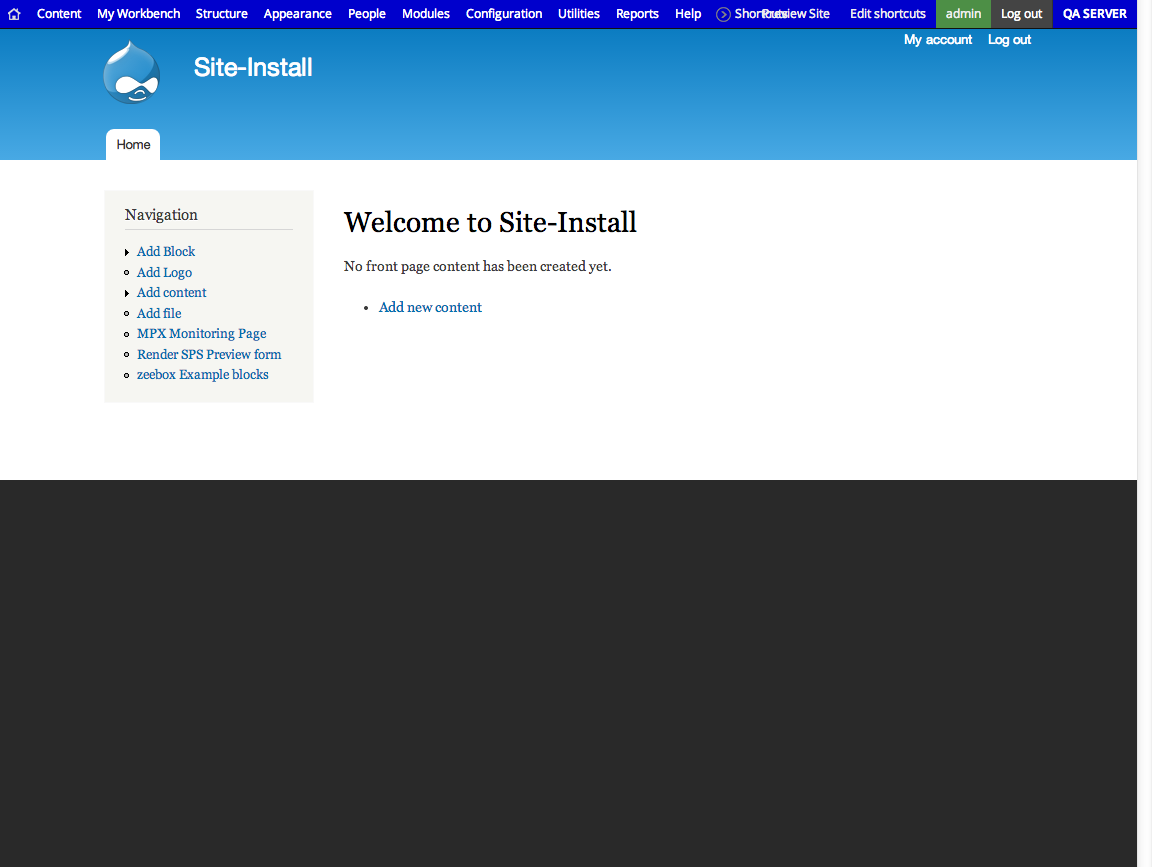 Content My Workbench Structure Appearance People Modules Configuration Utilities Reports Help Shortcuts Preview Site Edit shortcuts admin Log out QA SERVER
My account Log out
Site-Install
Home
Navigation
Add Block
Add Logo
Add content
Add file
MPX Monitoring Page
Render SPS Preview form
zeebox Example blocks
Welcome to Site-Install
No front page content has been created yet.
Add new content